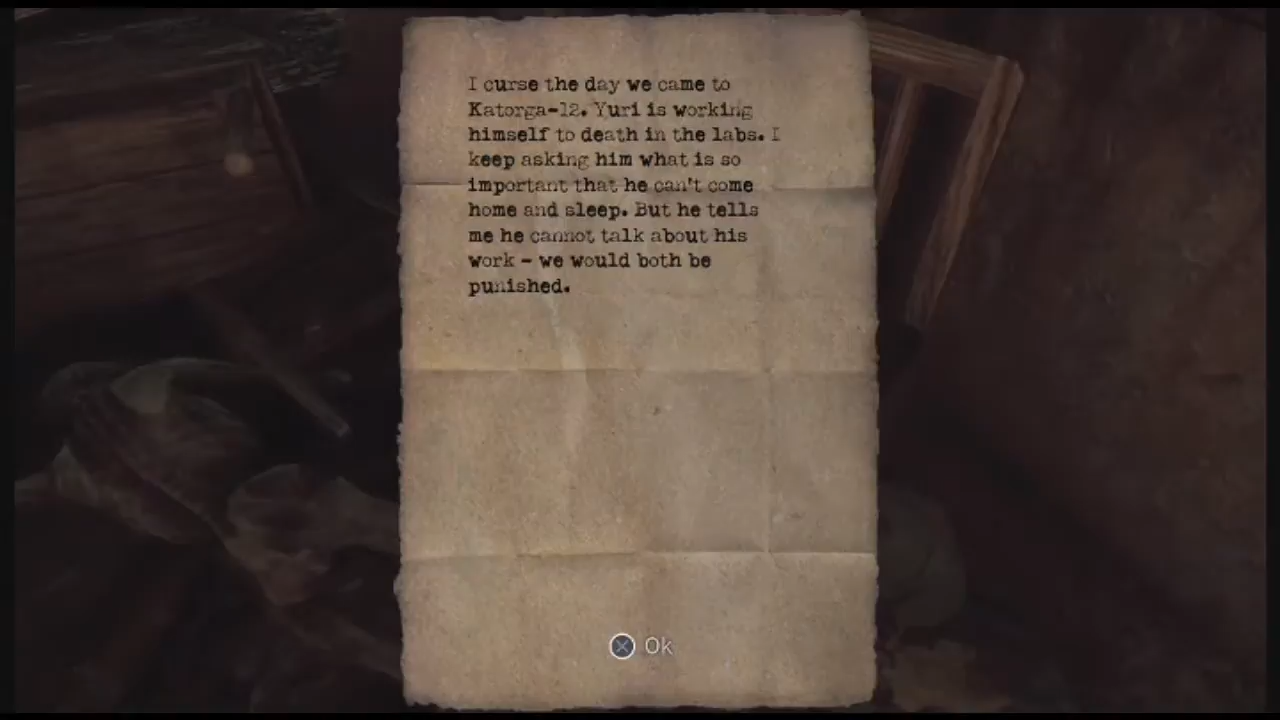 I curse the day we came to
Katorga-12. Yuri is working
himself to death in the labs. I
keep asking him what is so
important that he can't come
home and sleep. But he tells
me he cannot talk about his
work - we would both be
punished.
Ok